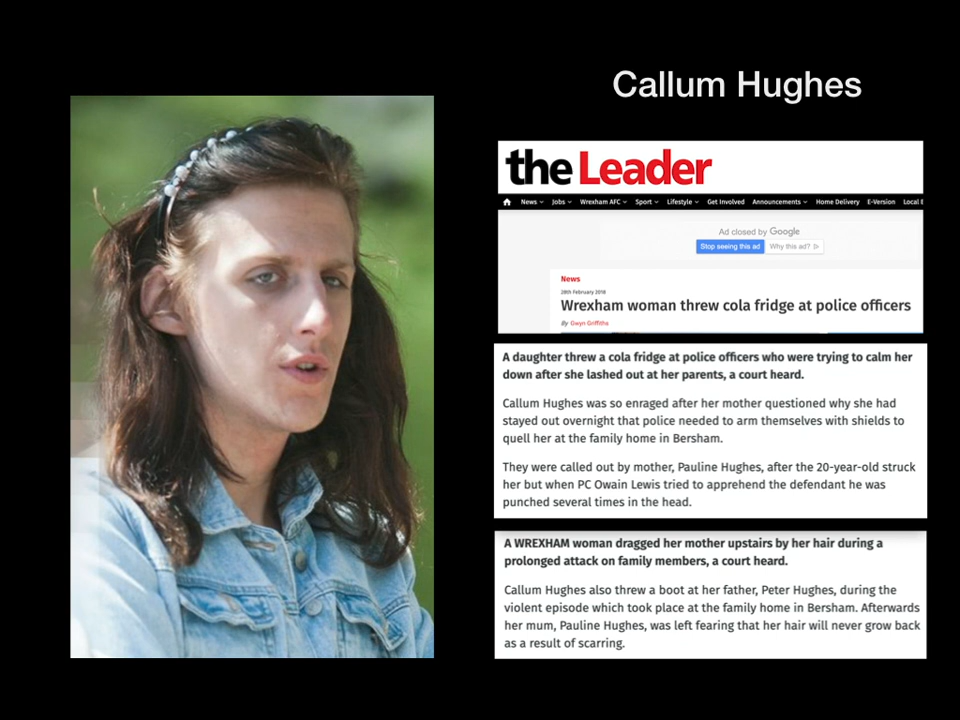 Callum Hughes
the Leader
News Jobs Wrexham AFC Sport Lifestyle Get Involved Announcements Home Delivery E-Version Local
Ad closed by Google
Stop seeing this ad Why this ad?
News
28th February 2018
Wrexham woman threw cola fridge at police officers
By Gwyn Griffiths
A daughter threw a cola fridge at police officers who were trying to calm her
down after she lashed out at her parents, a court heard.
Callum Hughes was so enraged after her mother questioned why she had
stayed out overnight that police needed to arm themselves with shields to
quell her at the family home in Bersham.
They were called out by mother, Pauline Hughes, after the 20-year-old struck
her but when PC Owain Lewis tried to apprehend the defendant he was
punched several times in the head.
A WREXHAM woman dragged her mother upstairs by her hair during a
prolonged attack on family members, a court heard.
Callum Hughes also threw a boot at her father, Peter Hughes, during the
violent episode which took place at the family home in Bersham. Afterwards
her mum, Pauline Hughes, was left fearing that her hair will never grow back
as a result of scarring.